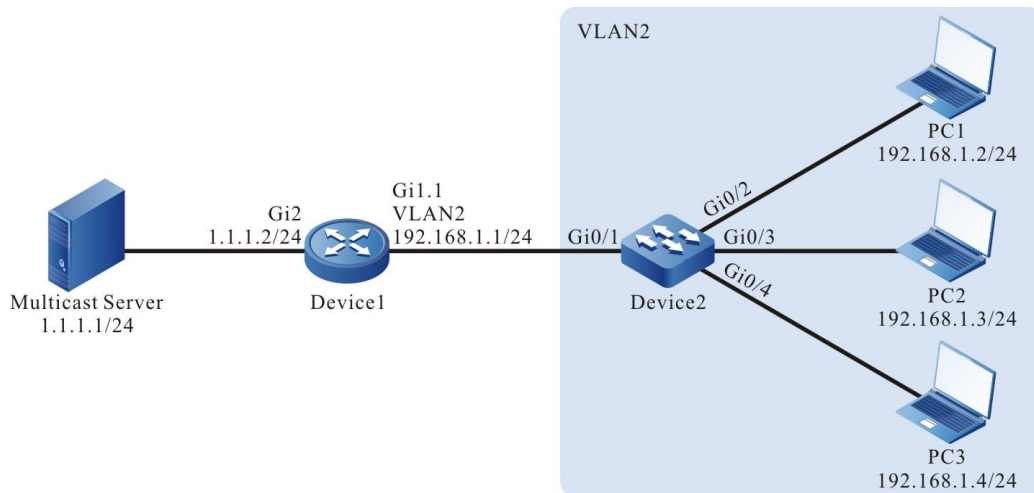 VLAN2
PC1
192.168.1.2/24
Gi0/2
Gi1.1
Gi2
VLAN2
1.1.1.2/24
192.168.1.1/24
Gi0/1
Gi0/3
Gi0/4
Multicast Server
1.1.1.1/24
Device1
Device2
PC2
192.168.1.3/24
PC3
192.168.1.4/24